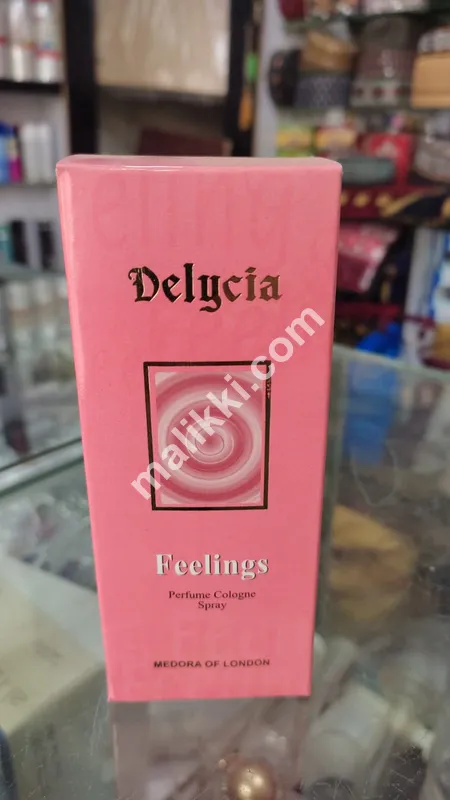 Delycia
malikki.com
Feelings
Perfume Cologne
Spray
MEDORA OF LONDON